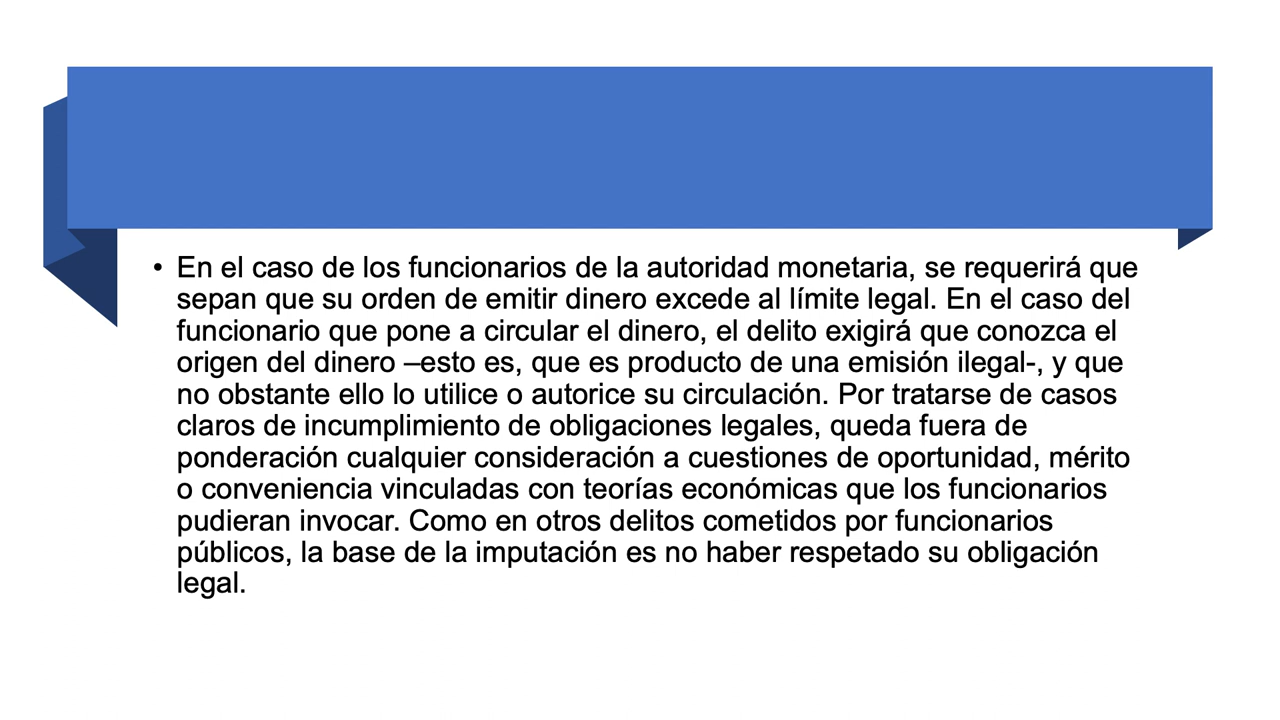 • En el caso de los funcionarios de la autoridad monetaria, se requerirá que
sepan que su orden de emitir dinero excede al límite legal. En el caso del
funcionario que pone a circular el dinero, el delito exigirá que conozca el
origen del dinero –esto es, que es producto de una emisión ilegal-, y que
no obstante ello lo utilice o autorice su circulación. Por tratarse de casos
claros de incumplimiento de obligaciones legales, queda fuera de
ponderación cualquier consideración a cuestiones de oportunidad, mérito
o conveniencia vinculadas con teorías económicas que los funcionarios
pudieran invocar. Como en otros delitos cometidos por funcionarios
públicos, la base de la imputación es no haber respetado su obligación
legal.